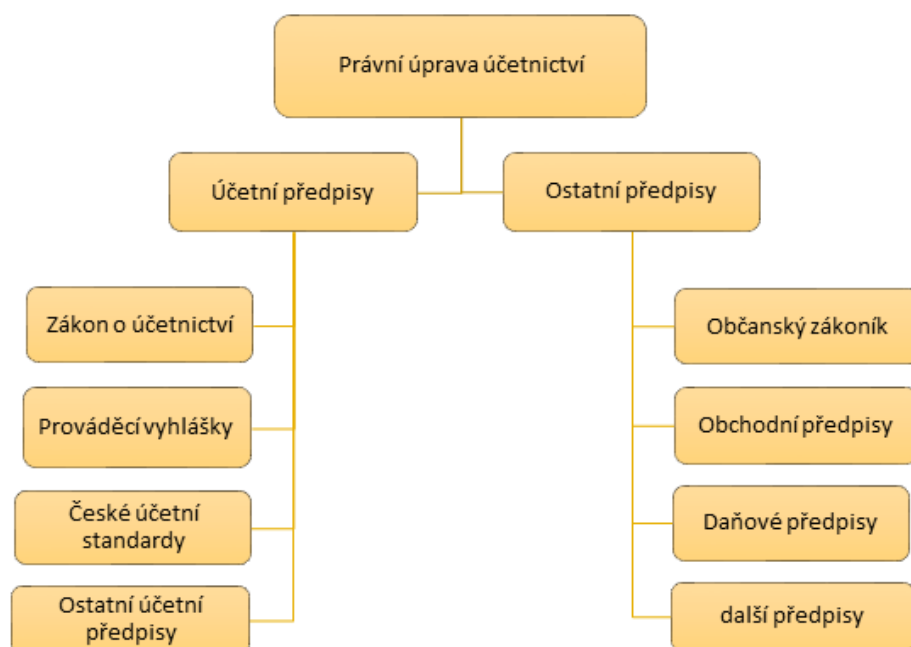 Právní úprava účetnictví
Účetní předpisy
Ostatní předpisy
Zákon o účetnictví
Prováděcí vyhlášky
České účetní
standardy
Ostatní účetní
předpisy
Občanský zákoník
Obchodní předpisy
Daňové předpisy
další předpisy